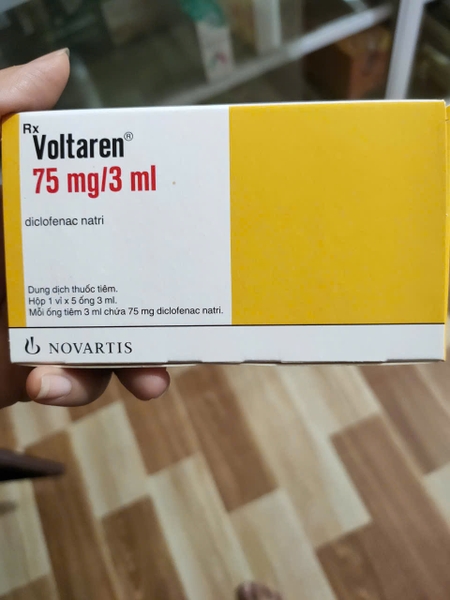 Rx
Voltaren®
75 mg/3 ml
diclofenac natri
Dung dịch thuốc tiêm.
Hộp 1 vỉ x 5 ống 3 ml.
Mỗi ống tiêm 3 ml chứa 75 mg diclofenac natri.
NOVARTIS